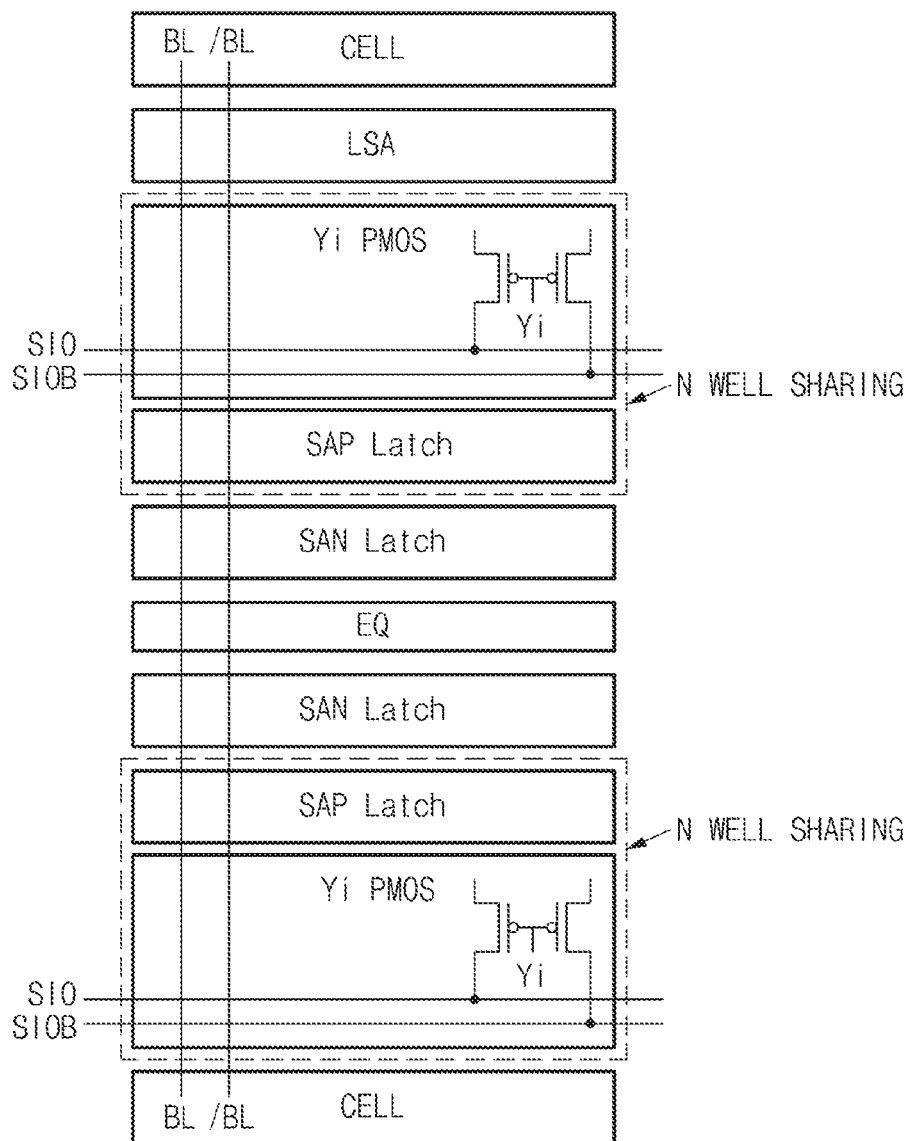 BL /BL CELL
LSA
Yi PMOS
Yi
SIO
SIOB
N WELL SHARING
SAP Latch
SAN Latch
EQ
SAN Latch
SAP Latch
N WELL SHARING
Yi PMOS
Yi
SIO
SIOB
BL /BL CELL